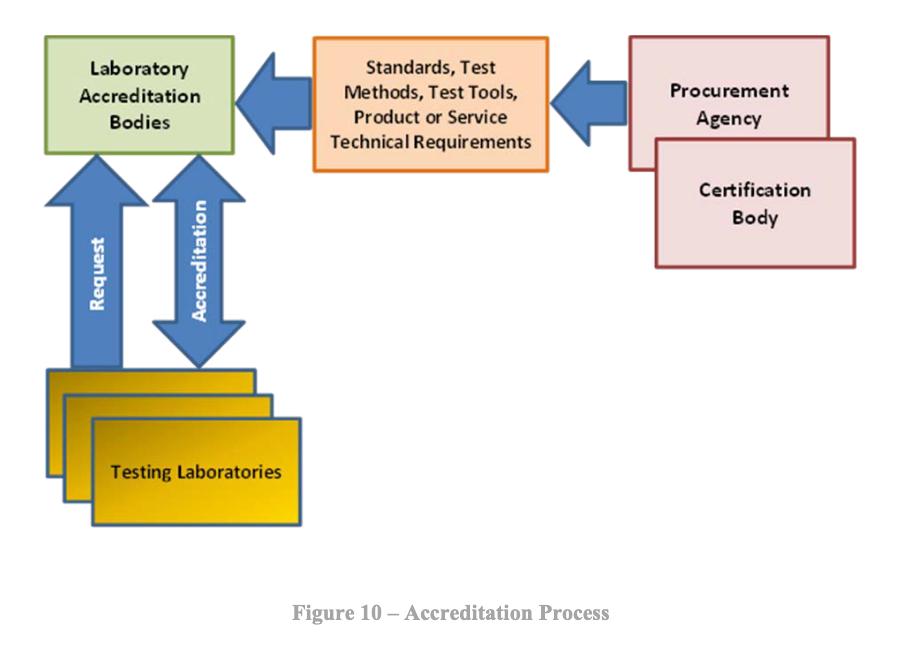 Laboratory
Accreditation
Bodies
Standards, Test
Methods, Test Tools,
Product or Service
Technical Requirements
Procurement
Agency
Certification
Body
Request
Accreditation
Testing Laboratories
Figure 10 – Accreditation Process